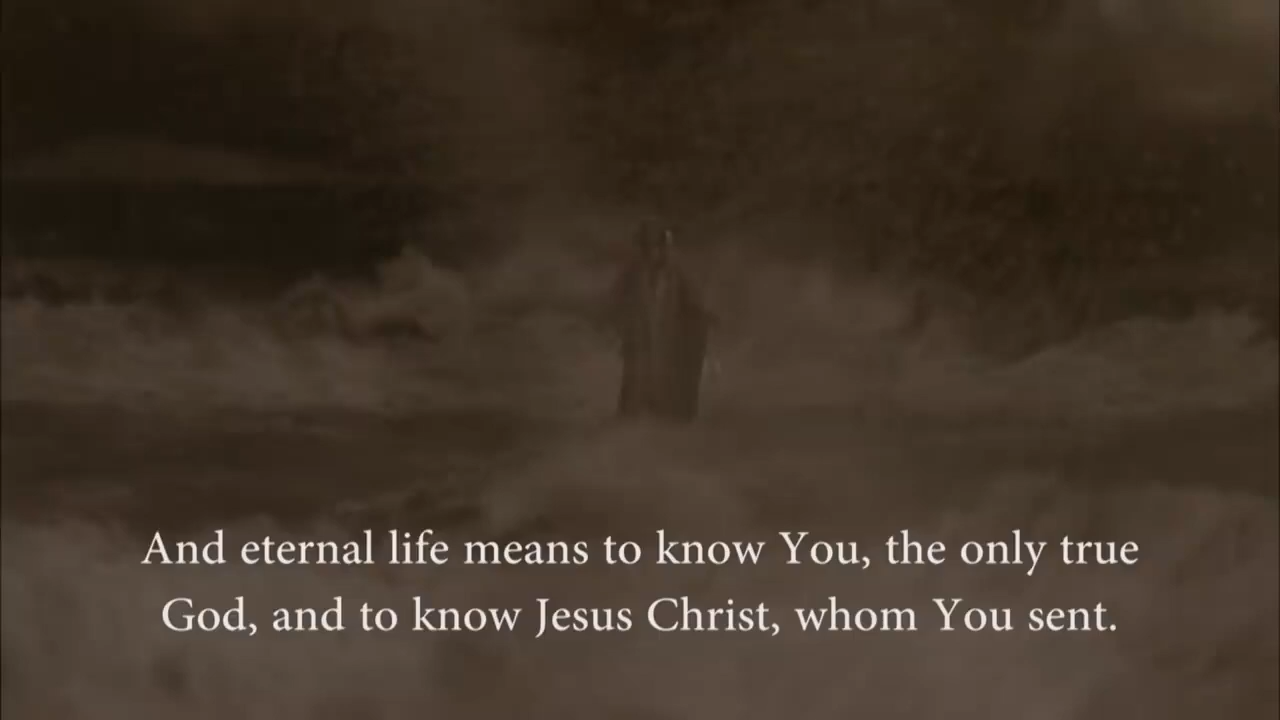 And eternal life means to know You, the only true
God, and to know Jesus Christ, whom You sent.